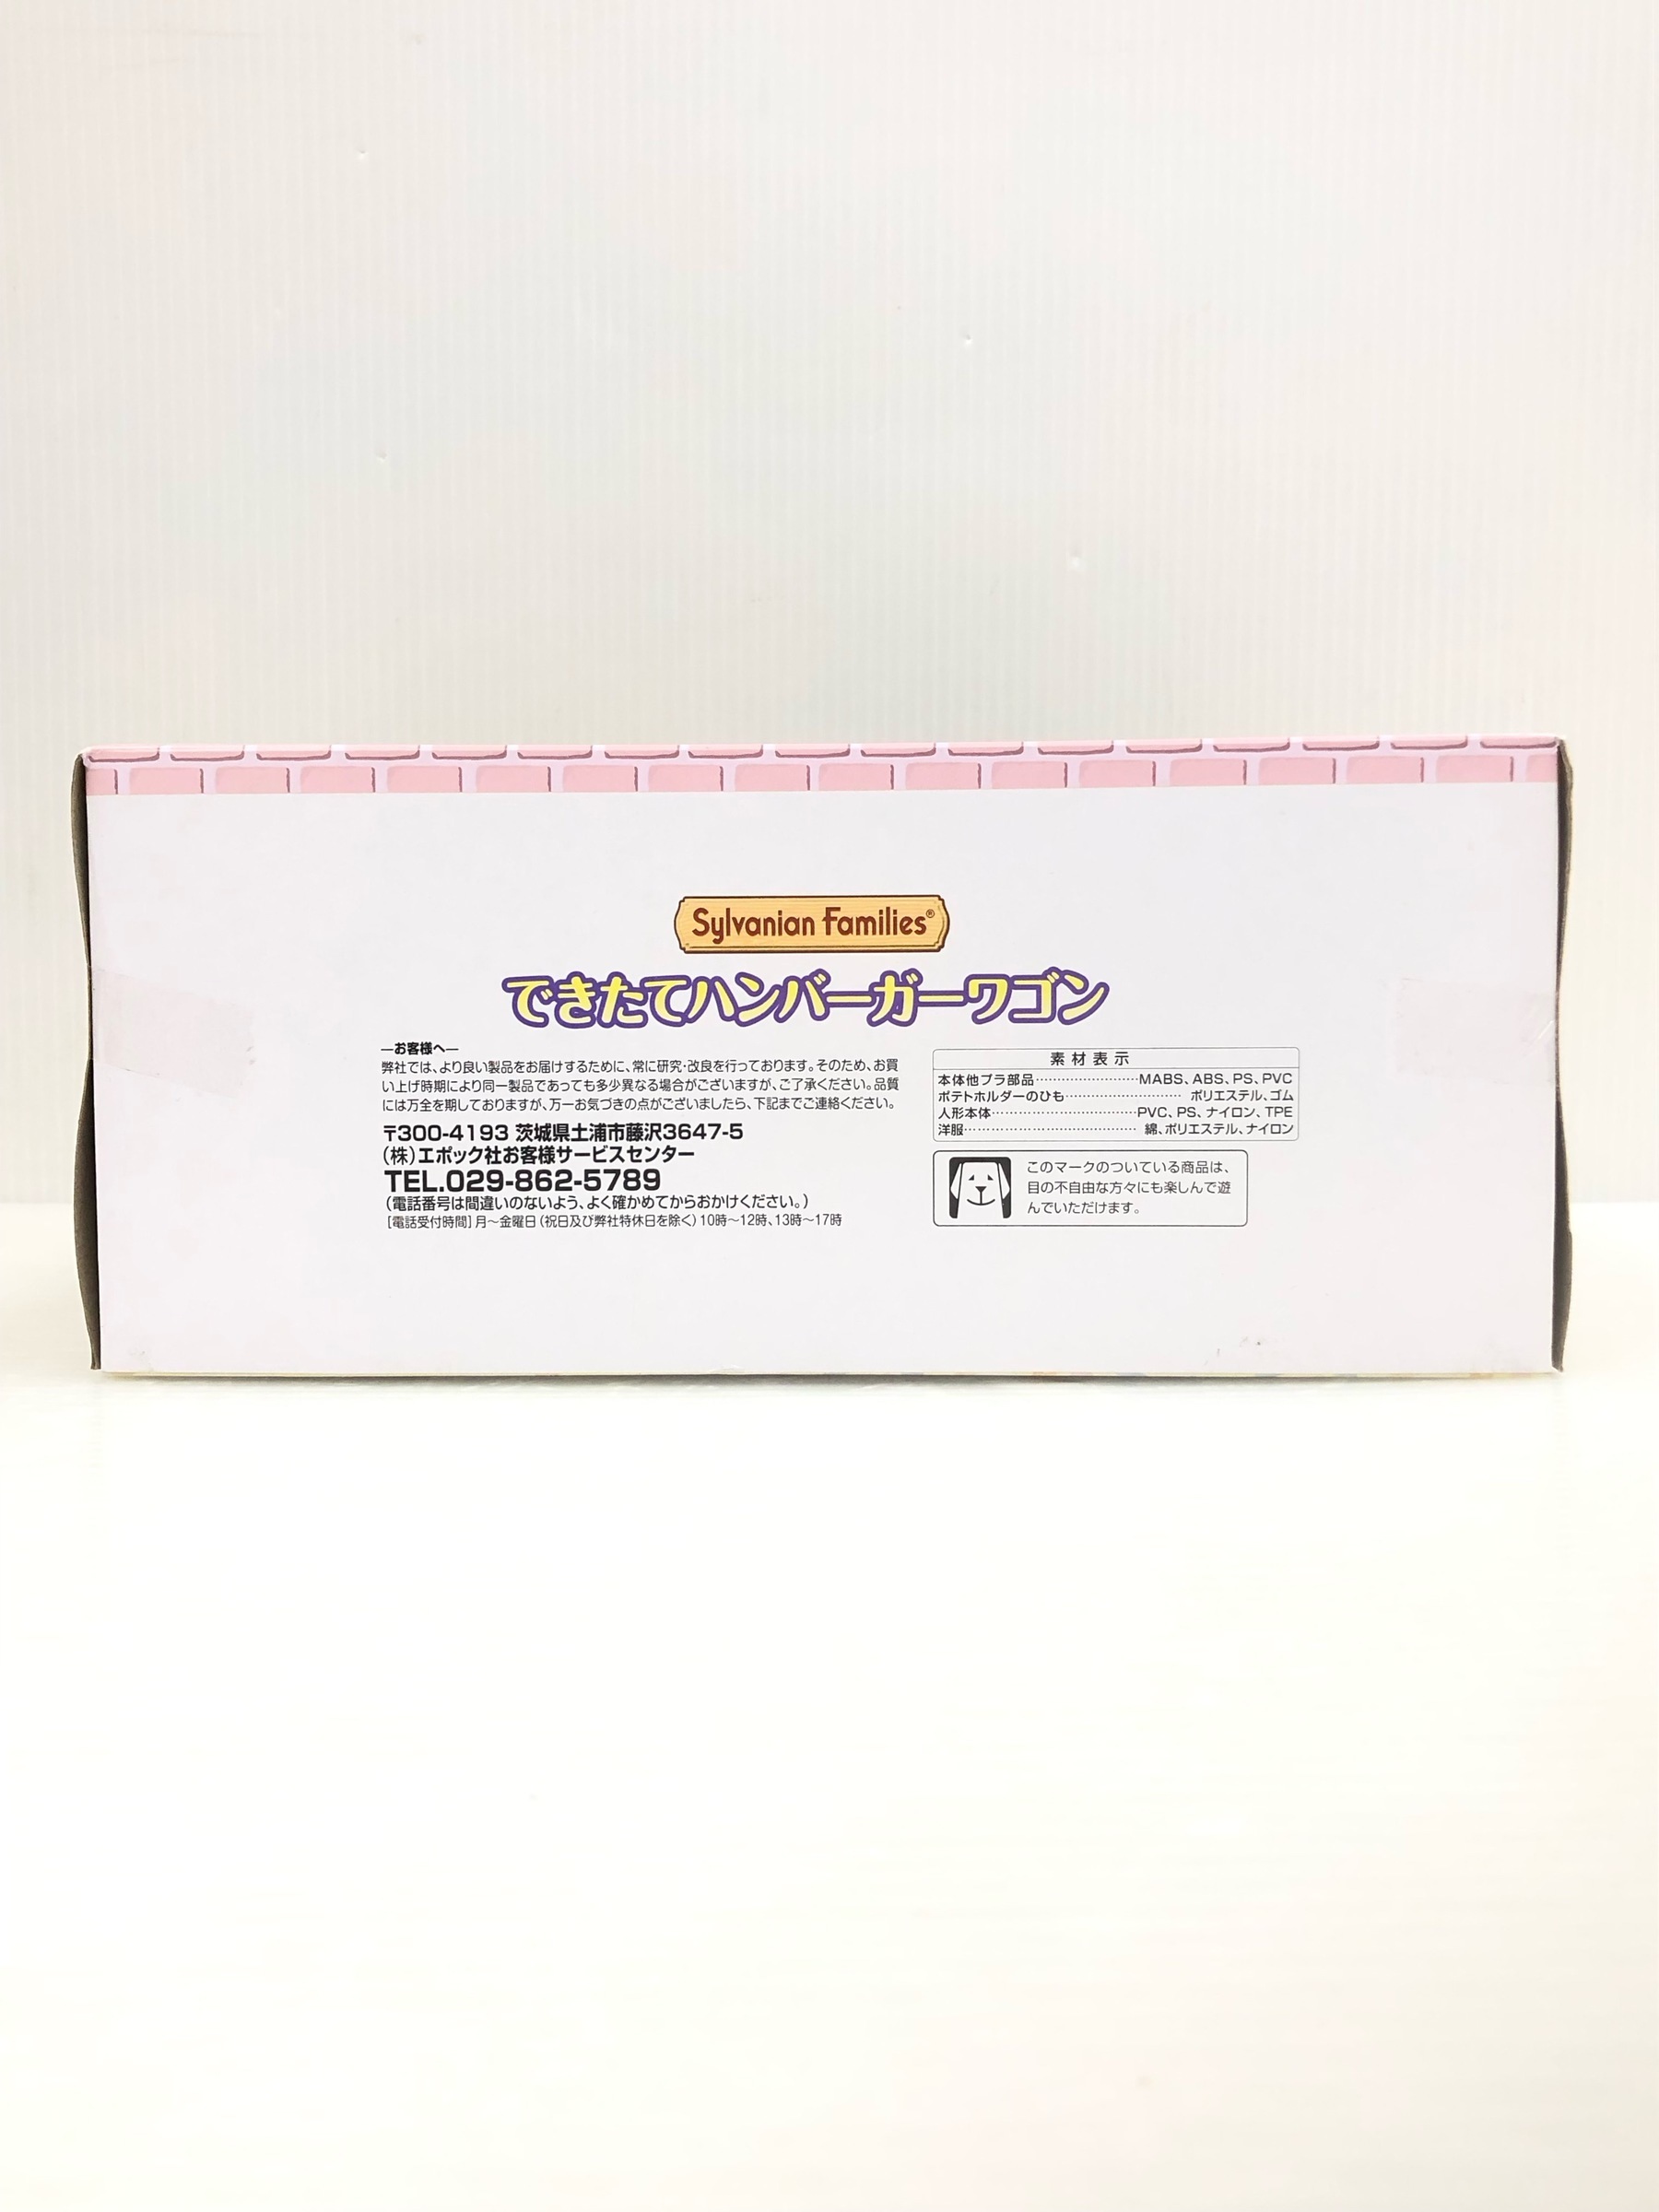 Sylvanian Families®
できたてハンバーガーワゴン
―お客様へ―
弊社では、より良い製品をお届けするために、常に研究・改良を行っております。そのため、お買
い上げ時期により同一製品であっても多少異なる場合がございますが、ご了承ください。品質
には万全を期しておりますが、万一お気づきの点がございましたら、下記までご連絡ください。
〒300-4193 茨城県土浦市藤沢3647-5
(株)エポック社お客様サービスセンター
TEL.029-862-5789
(電話番号は間違いのないよう、よく確かめてからおかけください。)
[電話受付時間] 月～金曜日(祝日及び弊社特休日を除く) 10時～12時、13時～17時
素材表示
本体他プラ部品……………………MABS、ABS、PS、PVC
ポテトホルダーのひも……………………ポリエステル、ゴム
人形本体……………………PVC、PS、ナイロン、TPE
洋服……………………綿、ポリエステル、ナイロン
このマークのついている商品は、
目の不自由な方々にも楽しんで遊
んでいただけます。